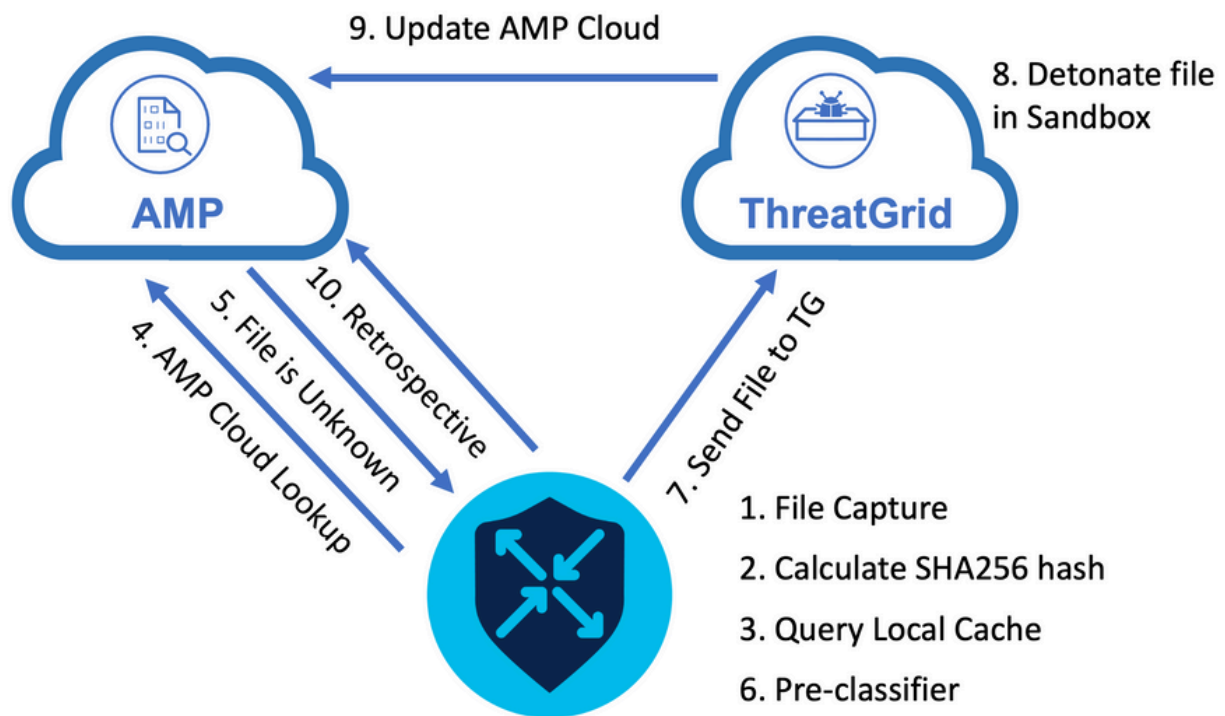 9. Update AMP Cloud
8. Detonate file
in Sandbox
AMP
ThreatGrid
4. AMP Cloud Lookup
5. File is Unknown
10. Retrospective
7. Send File to TG
1. File Capture
2. Calculate SHA256 hash
3. Query Local Cache
6. Pre-classifier